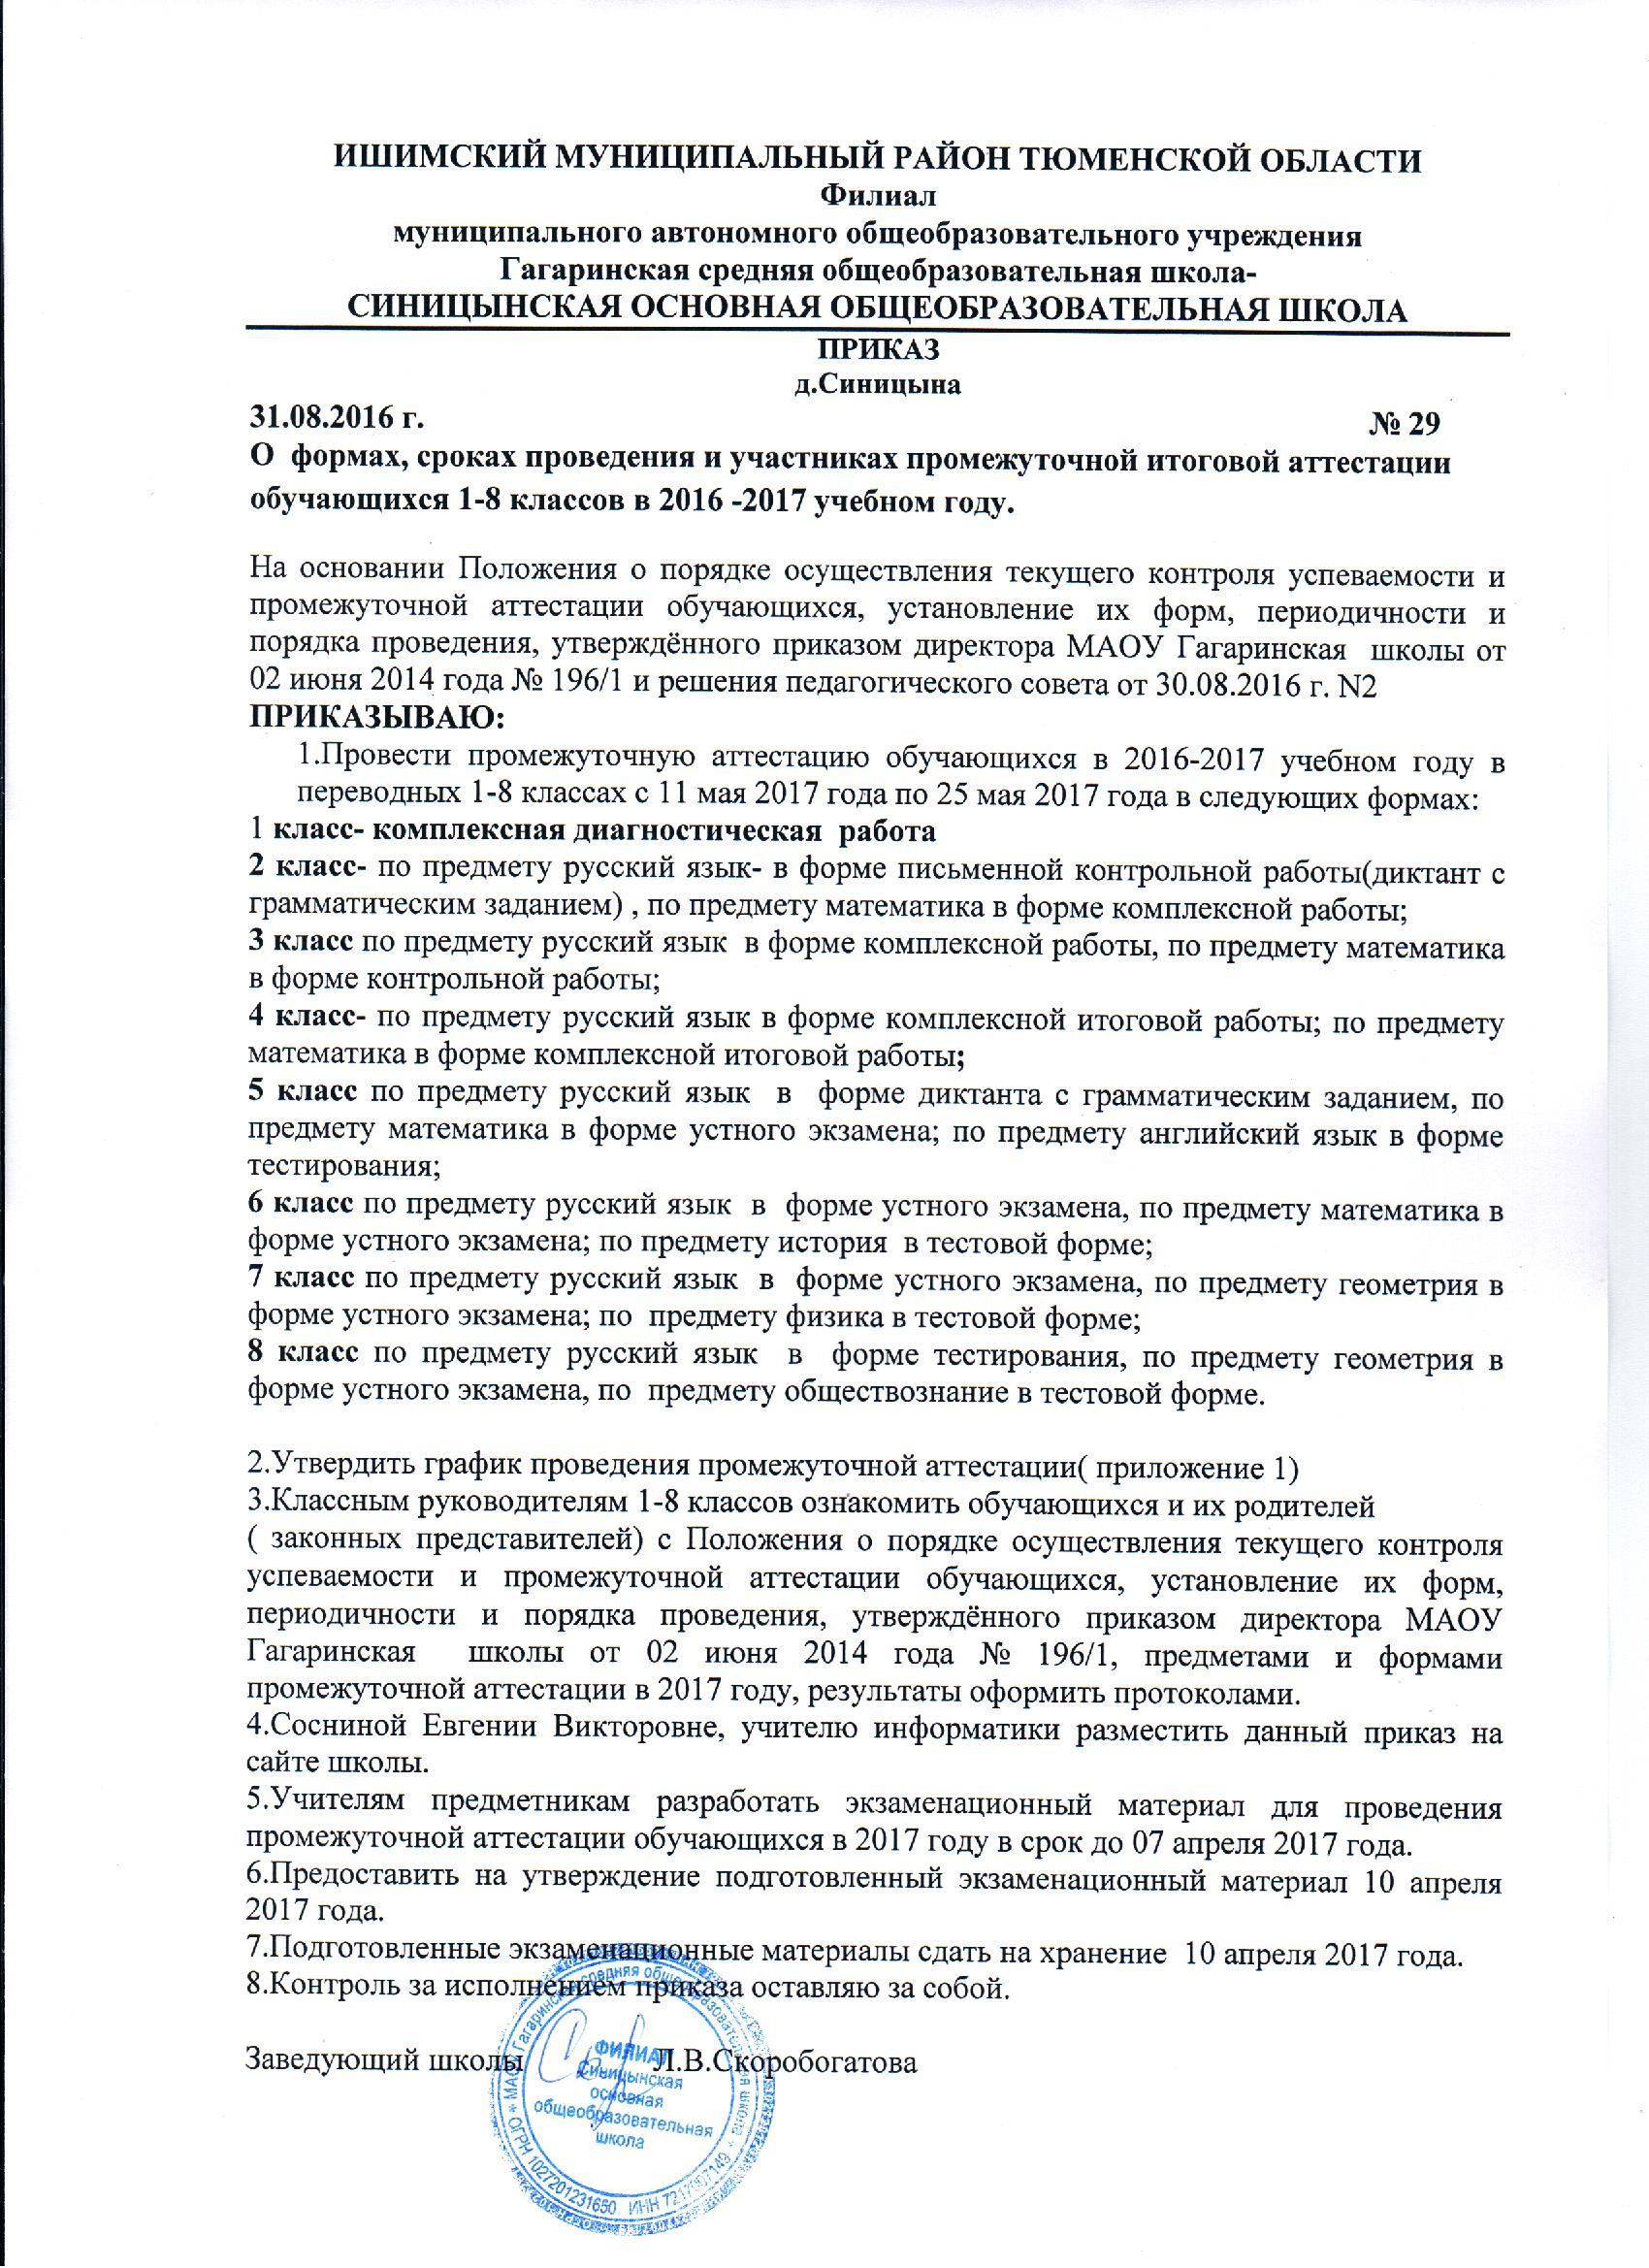 ИШИМСКИЙ МУНИЦИПАЛЬНЫЙ РАЙОН ТЮМЕНСКОЙ ОБЛАСТИ
Филиал
муниципального автономного общеобразовательного учреждения
Гагаринская средняя общеобразовательная школа-
СИНИЦЫНСКАЯ ОСНОВНАЯ ОБЩЕОБРАЗОВАТЕЛЬНАЯ ШКОЛА
ПРИКАЗ
д.Синицына
31.08.2016 г. № 29
О формах, сроках проведения и участниках промежуточной итоговой аттестации
обучающихся 1-8 классов в 2016 -2017 учебном году.
На основании Положения о порядке осуществления текущего контроля успеваемости и
промежуточной аттестации обучающихся, установление их форм, периодичности и
порядка проведения, утверждённого приказом директора МАОУ Гагаринская школы от
02 июня 2014 года № 196/1 и решения педагогического совета от 30.08.2016 г. N2
ПРИКАЗЫВАЮ:
1.Провести промежуточную аттестацию обучающихся в 2016-2017 учебном году в
переводных 1-8 классах с 11 мая 2017 года по 25 мая 2017 года в следующих формах:
1 класс- комплексная диагностическая работа
2 класс- по предмету русский язык- в форме письменной контрольной работы(диктант с
грамматическим заданием) , по предмету математика в форме комплексной работы;
3 класс по предмету русский язык в форме комплексной работы, по предмету математика
в форме контрольной работы;
4 класс- по предмету русский язык в форме комплексной итоговой работы; по предмету
математика в форме комплексной итоговой работы;
5 класс по предмету русский язык в форме диктанта с грамматическим заданием, по
предмету математика в форме устного экзамена; по предмету английский язык в форме
тестирования;
6 класс по предмету русский язык в форме устного экзамена, по предмету математика в
форме устного экзамена; по предмету история в тестовой форме;
7 класс по предмету русский язык в форме устного экзамена, по предмету геометрия в
форме устного экзамена; по предмету физика в тестовой форме;
8 класс по предмету русский язык в форме тестирования, по предмету геометрия в
форме устного экзамена, по предмету обществознание в тестовой форме.
2.Утвердить график проведения промежуточной аттестации( приложение 1)
3.Классным руководителям 1-8 классов ознакомить обучающихся и их родителей
( законных представителей) с Положения о порядке осуществления текущего контроля
успеваемости и промежуточной аттестации обучающихся, установление их форм,
периодичности и порядка проведения, утверждённого приказом директора МАОУ
Гагаринская школы от 02 июня 2014 года № 196/1, предметами и формами
промежуточной аттестации в 2017 году, результаты оформить протоколами.
4.Сосниной Евгении Викторовне, учителю информатики разместить данный приказ на
сайте школы.
5.Учителям предметникам разработать экзаменационный материал для проведения
промежуточной аттестации обучающихся в 2017 году в срок до 07 апреля 2017 года.
6.Предоставить на утверждение подготовленный экзаменационный материал 10 апреля
2017 года.
7.Подготовленные экзаменационные материалы сдать на хранение 10 апреля 2017 года.
8.Контроль за исполнением приказа оставляю за собой.
Заведующий школы Л.В.Скоробогатова
МАОУ Гагаринская средняя общеобразовательная школа
ФИЛИАЛ
Синицынская
основная
общеобразовательная
школа
ОГРН 1027201231650 ИНН 7217007149